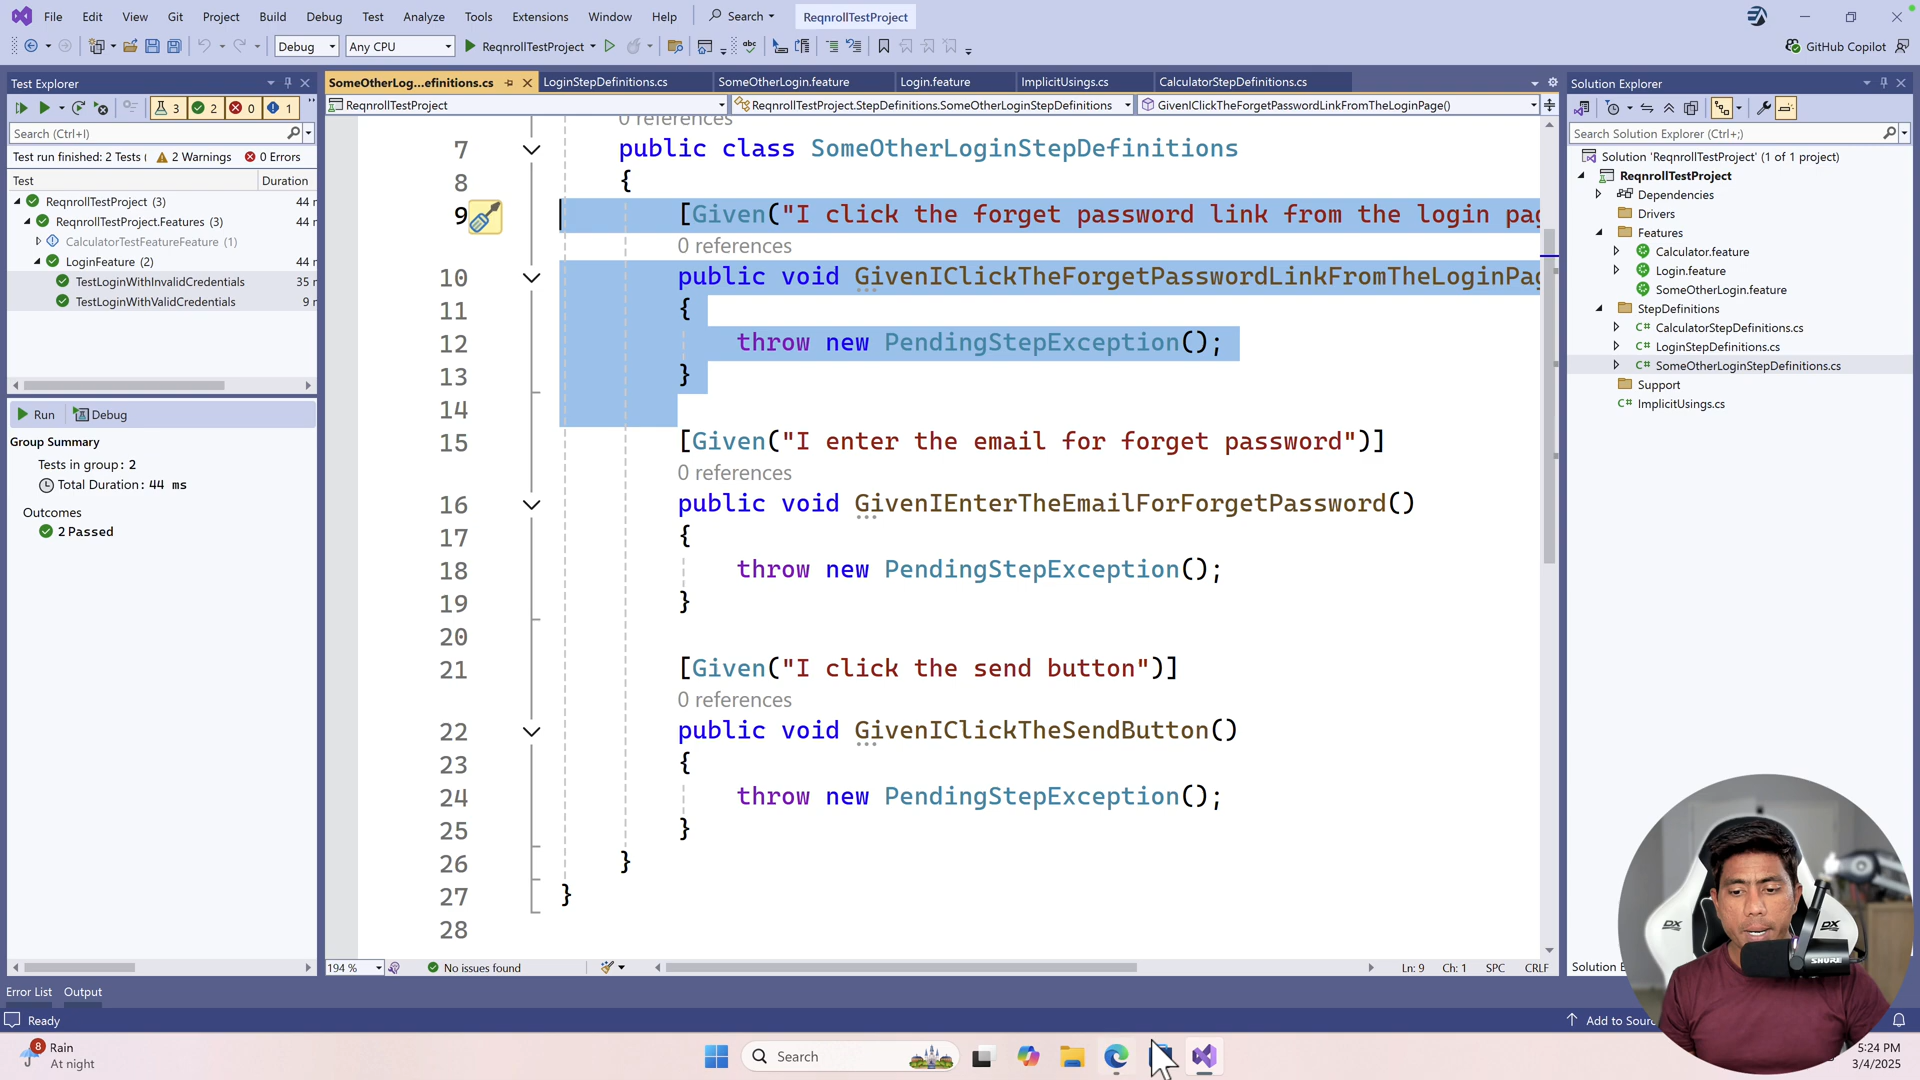 File Edit View Git Project Build Debug Test Analyze Tools Extensions Window Help Search ReqnrollTestProject
Debug Any CPU ReqnrollTestProject GitHub Copilot
Test Explorer
3 2 0 1
Search (Ctrl+I)
Test run finished: 2 Tests ( 2 Warnings 0 Errors
Test Duration
ReqnrollTestProject (3) 44 m
ReqnrollTestProject.Features (3) 44 m
CalculatorTestFeatureFeature (1)
LoginFeature (2) 44 m
TestLoginWithInvalidCredentials 35 m
TestLoginWithValidCredentials 9 m
Run Debug
Group Summary
Tests in group: 2
Total Duration: 44 ms
Outcomes
2 Passed
SomeOtherLog...efinitions.cs LoginStepDefinitions.cs SomeOtherLogin.feature Login.feature ImplicitUsings.cs CalculatorStepDefinitions.cs
ReqnrollTestProject ReqnrollTestProject.StepDefinitions.SomeOtherLoginStepDefinitions GivenIClickTheForgetPasswordLinkFromTheLoginPage()
0 references
7 public class SomeOtherLoginStepDefinitions
8 {
9 [Given("I click the forget password link from the login pag
0 references
10 public void GivenIClickTheForgetPasswordLinkFromTheLoginPag
11 {
12 throw new PendingStepException();
13 }
14
15 [Given("I enter the email for forget password")]
0 references
16 public void GivenIEnterTheEmailForForgetPassword()
17 {
18 throw new PendingStepException();
19 }
20
21 [Given("I click the send button")]
0 references
22 public void GivenIClickTheSendButton()
23 {
24 throw new PendingStepException();
25 }
26 }
27 }
28
194 % No issues found Ln: 9 Ch: 1 SPC CRLF
Solution Explorer
Search Solution Explorer (Ctrl+;)
Solution 'ReqnrollTestProject' (1 of 1 project)
ReqnrollTestProject
Dependencies
Drivers
Features
Calculator.feature
Login.feature
SomeOtherLogin.feature
StepDefinitions
CalculatorStepDefinitions.cs
LoginStepDefinitions.cs
SomeOtherLoginStepDefinitions.cs
Support
ImplicitUsings.cs
Solution E
DX DX
SHURE
Error List Output
Ready Add to Sourc
8 Rain
At night
Search
5:24 PM
3/4/2025